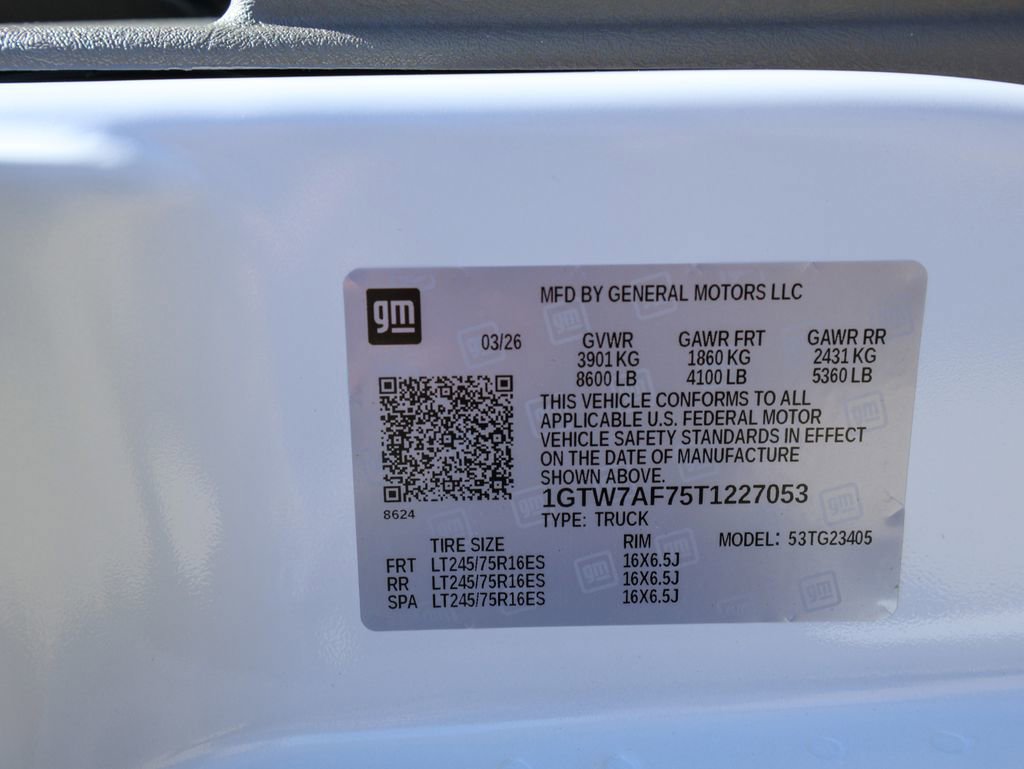 gm
MFD BY GENERAL MOTORS LLC
03/26
GVWR GAWR FRT GAWR RR
3901 KG 1860 KG 2431 KG
8600 LB 4100 LB 5360 LB
THIS VEHICLE CONFORMS TO ALL
APPLICABLE U.S. FEDERAL MOTOR
VEHICLE SAFETY STANDARDS IN EFFECT
ON THE DATE OF MANUFACTURE
SHOWN ABOVE.
1GTW7AF75T1227053
8624
TYPE: TRUCK
TIRE SIZE RIM MODEL: 53TG23405
FRT LT245/75R16ES 16X6.5J
RR LT245/75R16ES 16X6.5J
SPA LT245/75R16ES 16X6.5J